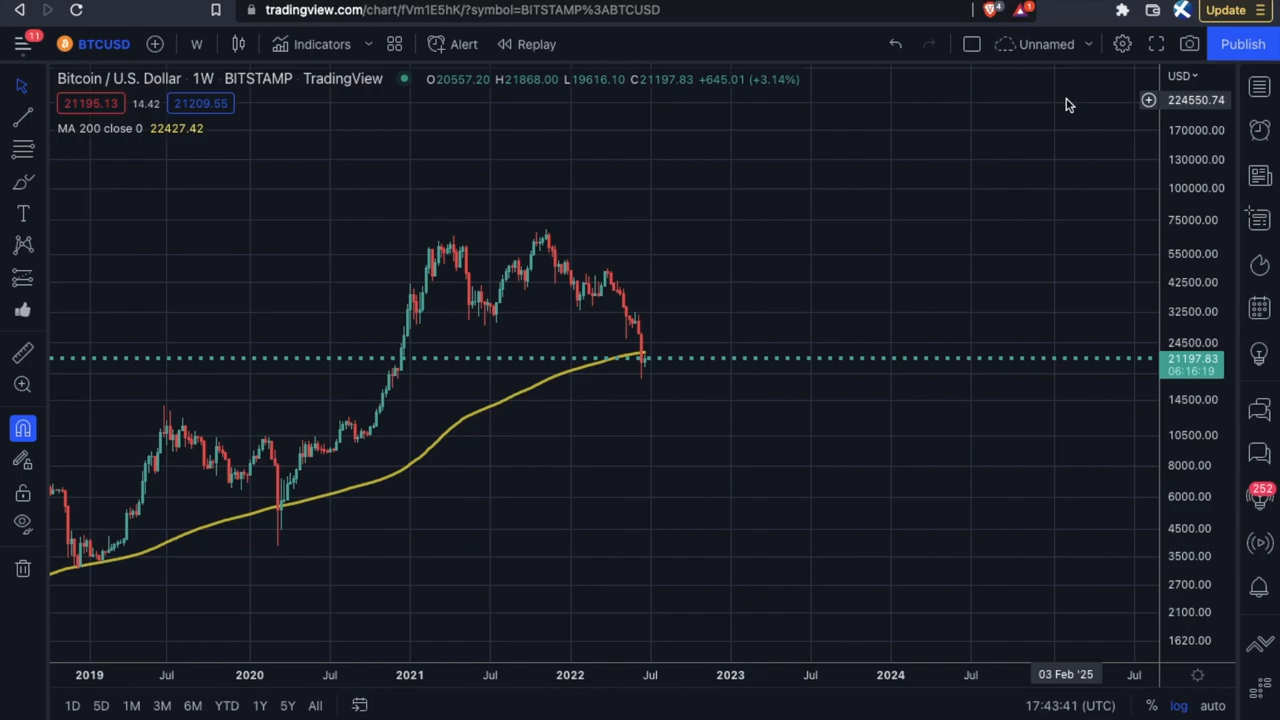 tradingview.com/chart/fVm1E5hK/?symbol=BITSTAMP%3ABTCUSD
4
1
Update
11
BTCUSD
W
Indicators
Alert
Replay
Unnamed
Publish
Bitcoin / U.S. Dollar · 1W · BITSTAMP · TradingView
O20557.20 H21868.00 L19616.10 C21197.83 +645.01 (+3.14%)
USD
21195.13 14.42 21209.55
224550.74
MA 200 close 0 22427.42
170000.00
130000.00
100000.00
75000.00
55000.00
42500.00
32500.00
24500.00
21197.83
06:16:19
14500.00
10500.00
8000.00
6000.00
252
4500.00
3500.00
2700.00
2100.00
1620.00
2019 Jul 2020 Jul 2021 Jul 2022 Jul 2023 Jul 2024 Jul 03 Feb '25 Jul
1D 5D 1M 3M 6M YTD 1Y 5Y All
17:43:41 (UTC) % log auto